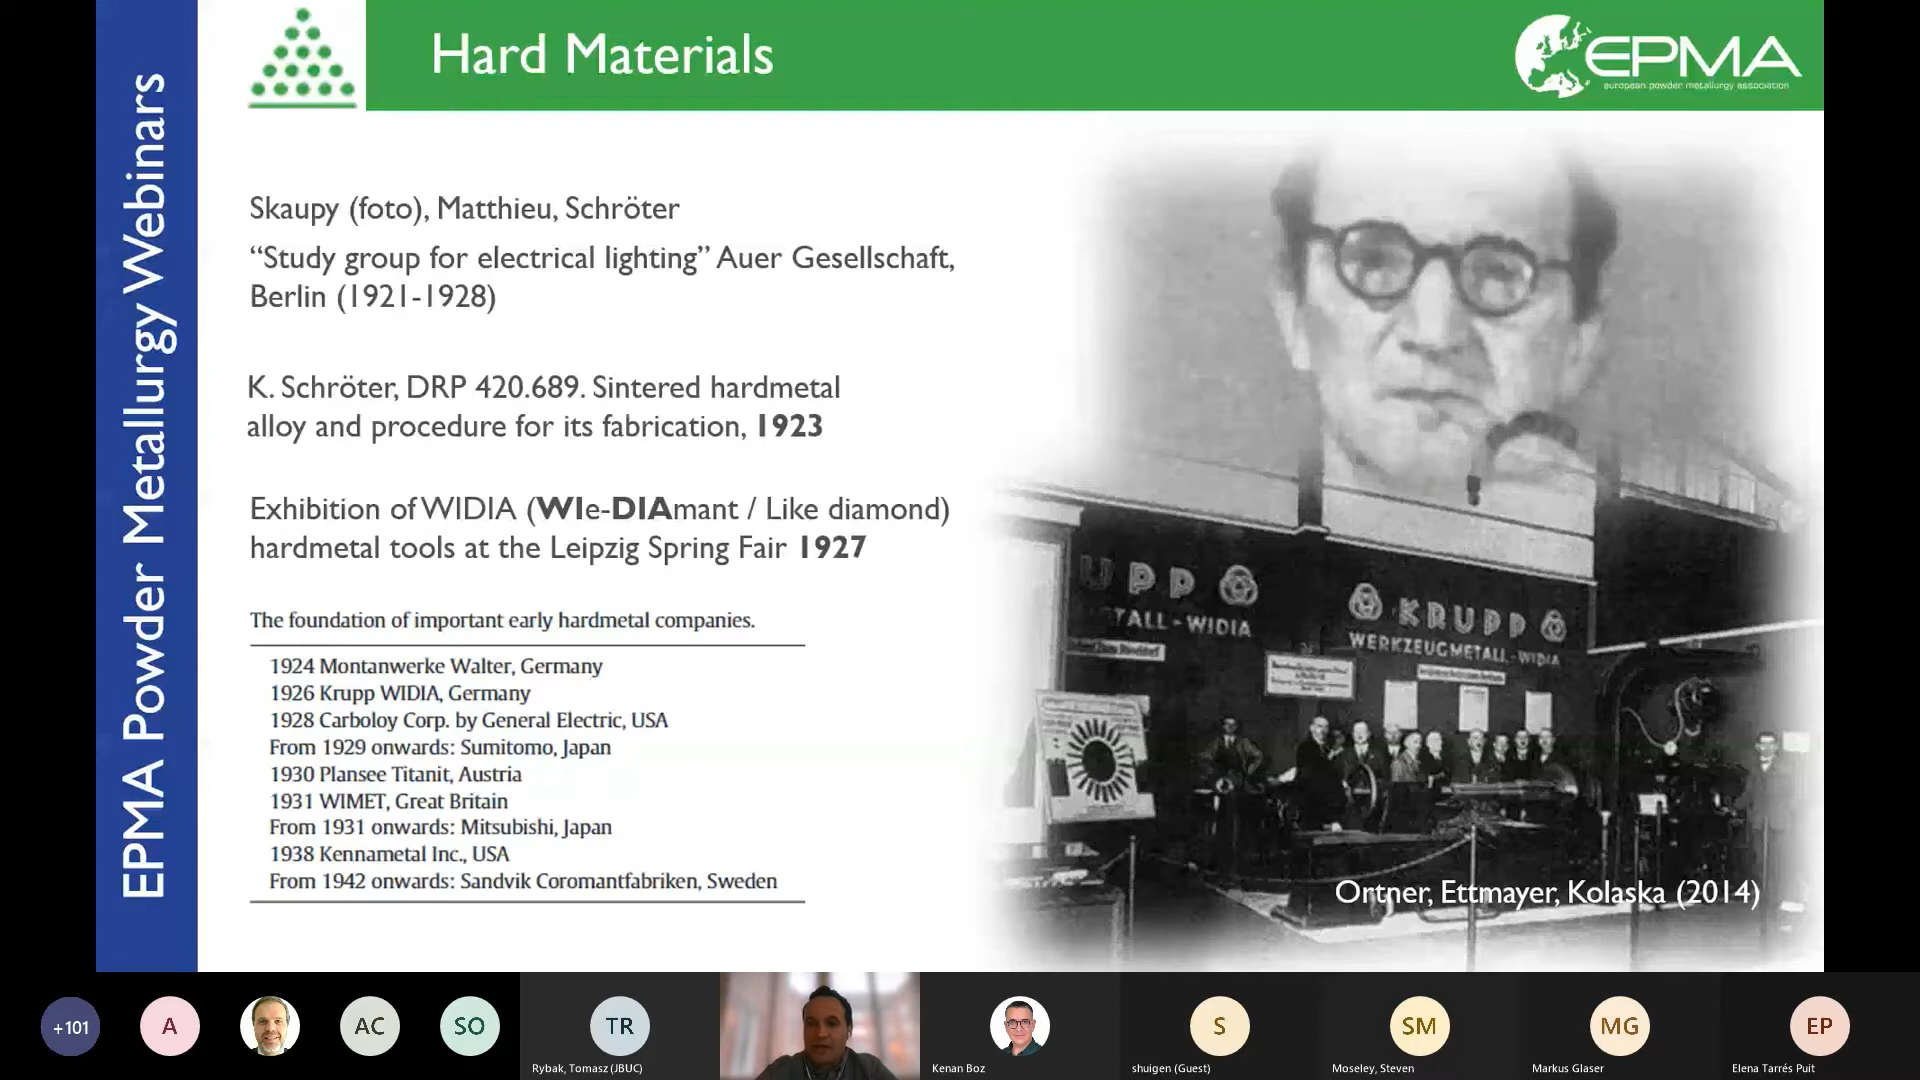 EPMA Powder Metallurgy Webinars
Hard Materials
EPMA
european powder metallurgy association
Skaupy (foto), Matthieu, Schröter
“Study group for electrical lighting” Auer Gesellschaft,
Berlin (1921-1928)
K. Schröter, DRP 420.689. Sintered hardmetal
alloy and procedure for its fabrication, 1923
Exhibition of WIDIA (WIe-DIAmant / Like diamond)
hardmetal tools at the Leipzig Spring Fair 1927
The foundation of important early hardmetal companies.
1924 Montanwerke Walter, Germany
1926 Krupp WIDIA, Germany
1928 Carboloy Corp. by General Electric, USA
From 1929 onwards: Sumitomo, Japan
1930 Plansee Titanit, Austria
1931 WIMET, Great Britain
From 1931 onwards: Mitsubishi, Japan
1938 Kennametal Inc., USA
From 1942 onwards: Sandvik Coromantfabriken, Sweden
UPP
TALL-WIDIA
KRUPP
WERKZEUGMETALL-WIDIA
Ortner, Ettmayer, Kolaska (2014)
+101
A
AC
SO
TR
Rybak, Tomasz (JBUC)
Kenan Boz
S
shuigen (Guest)
SM
Moseley, Steven
MG
Markus Glaser
EP
Elena Tarrés Puit